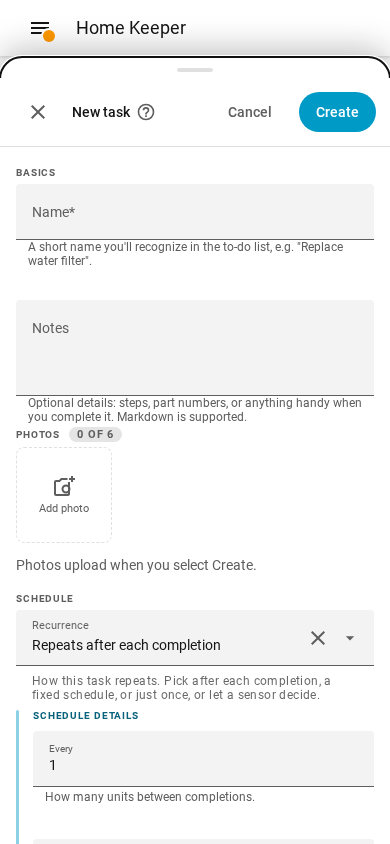 Home Keeper
New task
Cancel
Create
BASICS
Name*
A short name you'll recognize in the to-do list, e.g. "Replace
water filter".
Notes
Optional details: steps, part numbers, or anything handy when
you complete it. Markdown is supported.
PHOTOS 0 OF 6
Add photo
Photos upload when you select Create.
SCHEDULE
Recurrence
Repeats after each completion
How this task repeats. Pick after each completion, a
fixed schedule, or just once, or let a sensor decide.
SCHEDULE DETAILS
Every
1
How many units between completions.